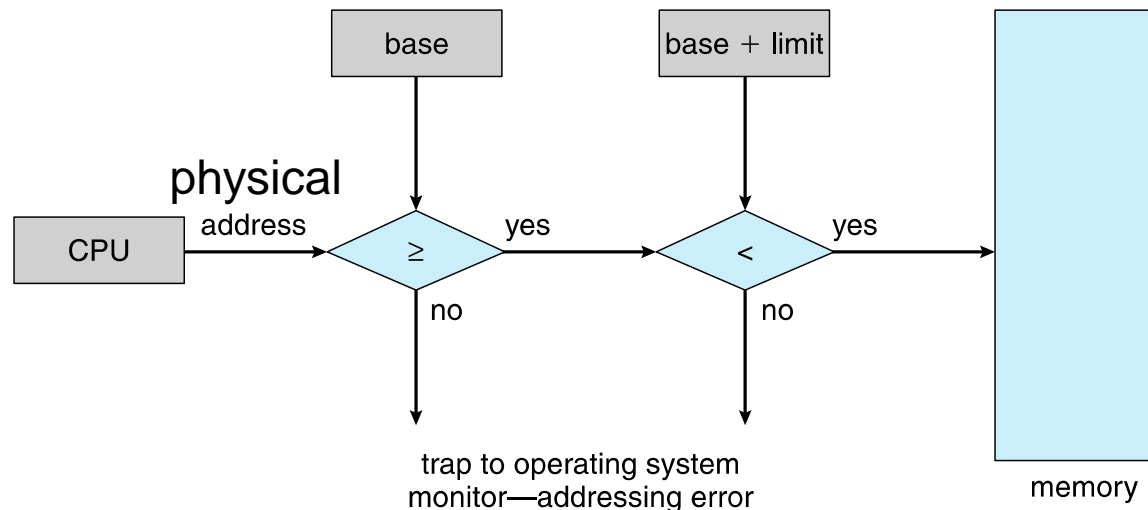 base
base + limit
physical
address
CPU
≥
yes
<
yes
no
no
trap to operating system
monitor—addressing error
memory